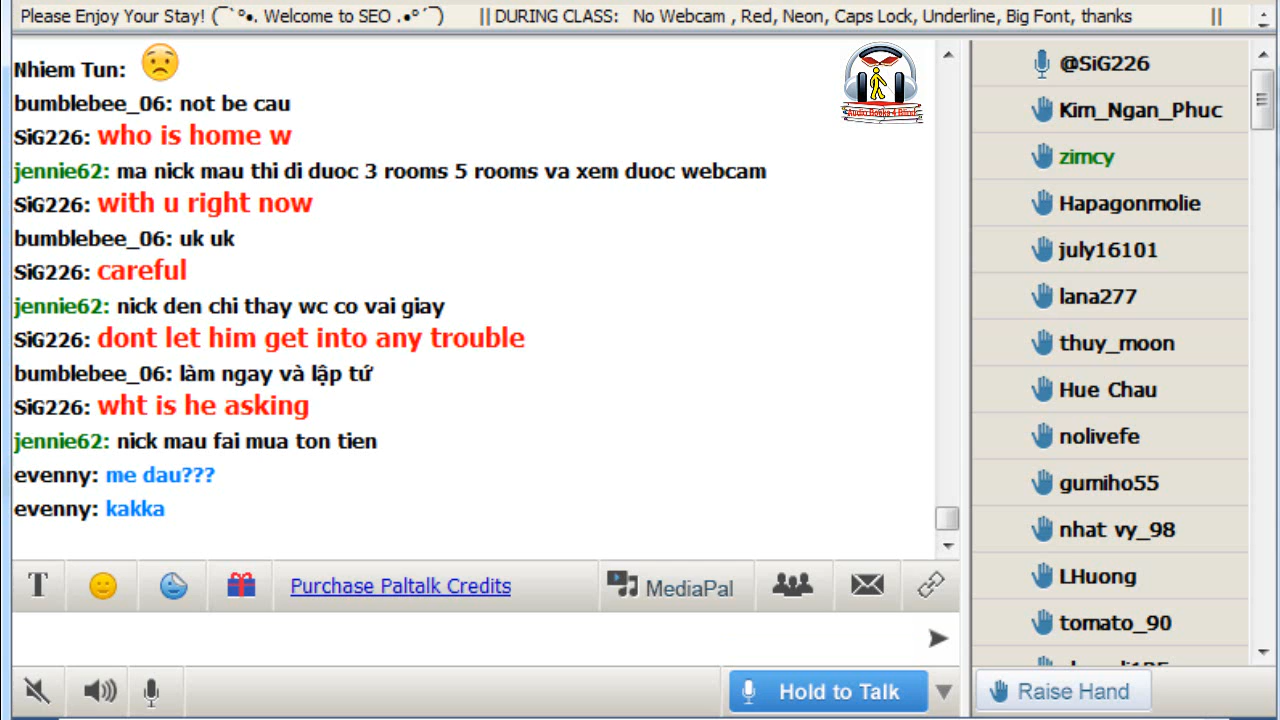 Please Enjoy Your Stay! (¯`°•. Welcome to SEO .•°´¯) || DURING CLASS: No Webcam , Red, Neon, Caps Lock, Underline, Big Font, thanks ||
Nhiem Tun:
bumblebee_06: not be cau
SiG226: who is home w
jennie62: ma nick mau thi di duoc 3 rooms 5 rooms va xem duoc webcam
SiG226: with u right now
bumblebee_06: uk uk
SiG226: careful
jennie62: nick den chi thay wc co vai giay
SiG226: dont let him get into any trouble
bumblebee_06: làm ngay và lập tứ
SiG226: wht is he asking
jennie62: nick mau fai mua ton tien
evenny: me dau???
evenny: kakka
Audio Books 4 Blind
T
Purchase Paltalk Credits
MediaPal
Hold to Talk
@SiG226
Kim_Ngan_Phuc
zimcy
Hapagonmolie
july16101
lana277
thuy_moon
Hue Chau
nolivefe
gumiho55
nhat vy_98
LHuong
tomato_90
Raise Hand